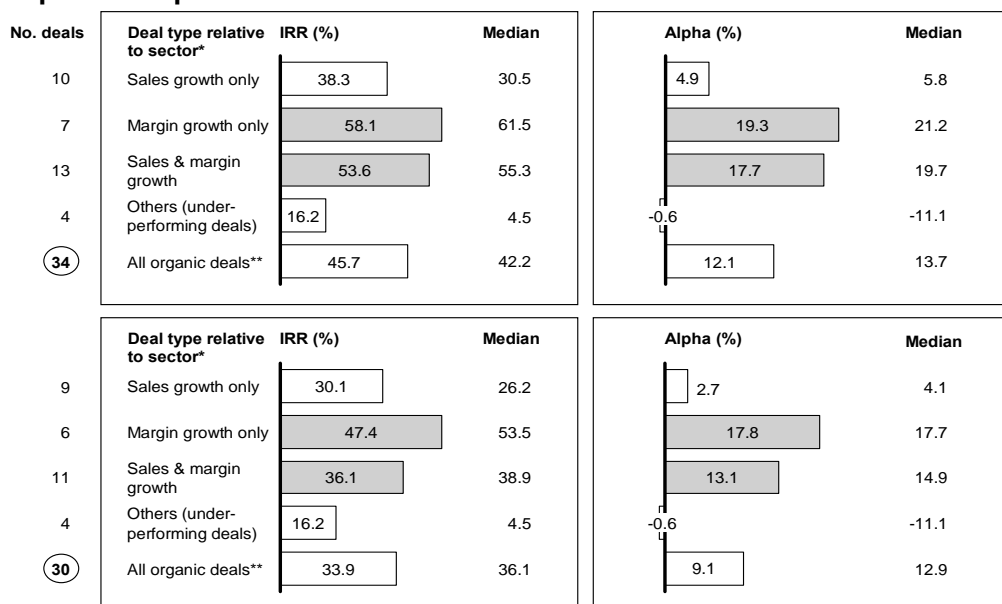 No. deals
Deal type relative IRR (%) Median
to sector*
Alpha (%) Median
10 Sales growth only 38.3 30.5 4.9 5.8
7 Margin growth only 58.1 61.5 19.3 21.2
13 Sales & margin
growth 53.6 55.3 17.7 19.7
4 Others (under-
performing deals) 16.2 4.5 -0.6 -11.1
34 All organic deals** 45.7 42.2 12.1 13.7
Deal type relative IRR (%) Median
to sector*
Alpha (%) Median
9 Sales growth only 30.1 26.2 2.7 4.1
6 Margin growth only 47.4 53.5 17.8 17.7
11 Sales & margin
growth 36.1 38.9 13.1 14.9
4 Others (under-
performing deals) 16.2 4.5 -0.6 -11.1
30 All organic deals** 33.9 36.1 9.1 12.9